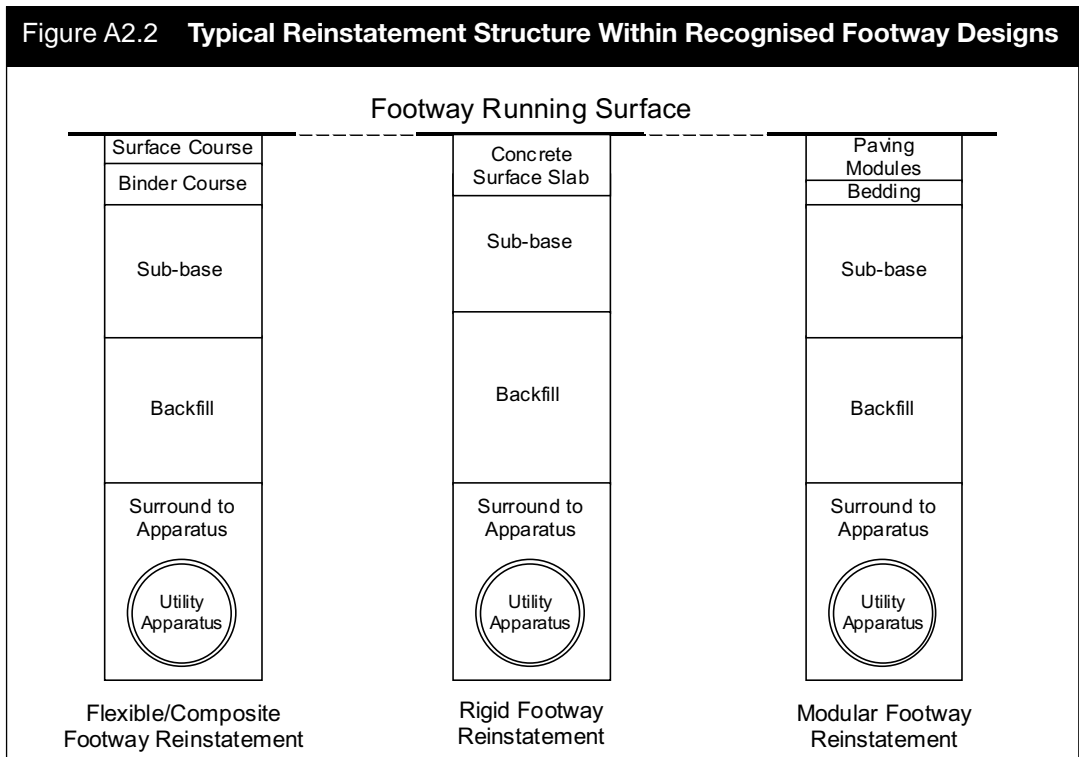 Figure A2.2 Typical Reinstatement Structure Within Recognised Footway Designs
Footway Running Surface
Surface Course
Binder Course
Sub-base
Backfill
Surround to
Apparatus
Utility
Apparatus
Flexible/Composite
Footway Reinstatement
Concrete
Surface Slab
Sub-base
Backfill
Surround to
Apparatus
Utility
Apparatus
Rigid Footway
Reinstatement
Paving
Modules
Bedding
Sub-base
Backfill
Surround to
Apparatus
Utility
Apparatus
Modular Footway
Reinstatement